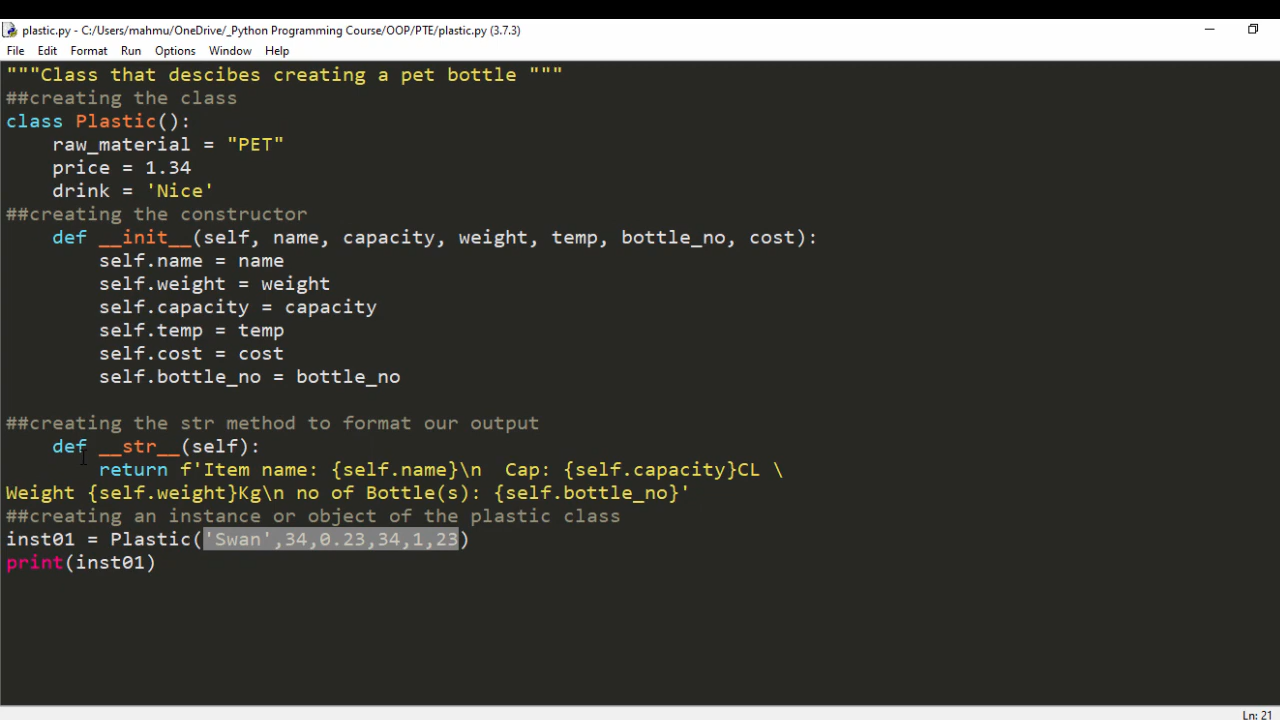 plastic.py - C:/Users/mahmu/OneDrive/_Python Programming Course/OOP/PTE/plastic.py (3.7.3)
File Edit Format Run Options Window Help
"""Class that descibes creating a pet bottle """
##creating the class
class Plastic():
    raw_material = "PET"
    price = 1.34
    drink = 'Nice'
##creating the constructor
    def __init__(self, name, capacity, weight, temp, bottle_no, cost):
        self.name = name
        self.weight = weight
        self.capacity = capacity
        self.temp = temp
        self.cost = cost
        self.bottle_no = bottle_no
##creating the str method to format our output
    def __str__(self):
        return f'Item name: {self.name}\n  Cap: {self.capacity}CL \
Weight {self.weight}Kg\n no of Bottle(s): {self.bottle_no}'
##creating an instance or object of the plastic class
inst01 = Plastic('Swan',34,0.23,34,1,23)
print(inst01)
Ln: 21